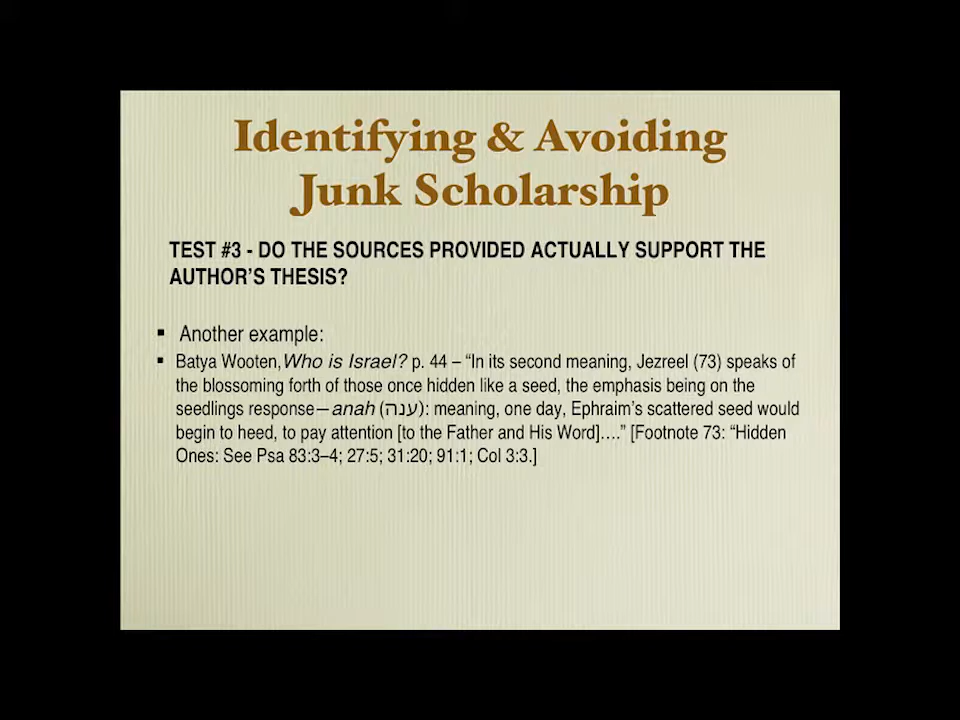 Identifying & Avoiding
Junk Scholarship
TEST #3 - DO THE SOURCES PROVIDED ACTUALLY SUPPORT THE
AUTHOR’S THESIS?
▪ Another example:
▪ Batya Wooten,Who is Israel? p. 44 – “In its second meaning, Jezreel (73) speaks of
the blossoming forth of those once hidden like a seed, the emphasis being on the
seedlings response—anah (ענה): meaning, one day, Ephraim’s scattered seed would
begin to heed, to pay attention [to the Father and His Word]….” [Footnote 73: “Hidden
Ones: See Psa 83:3–4; 27:5; 31:20; 91:1; Col 3:3.]